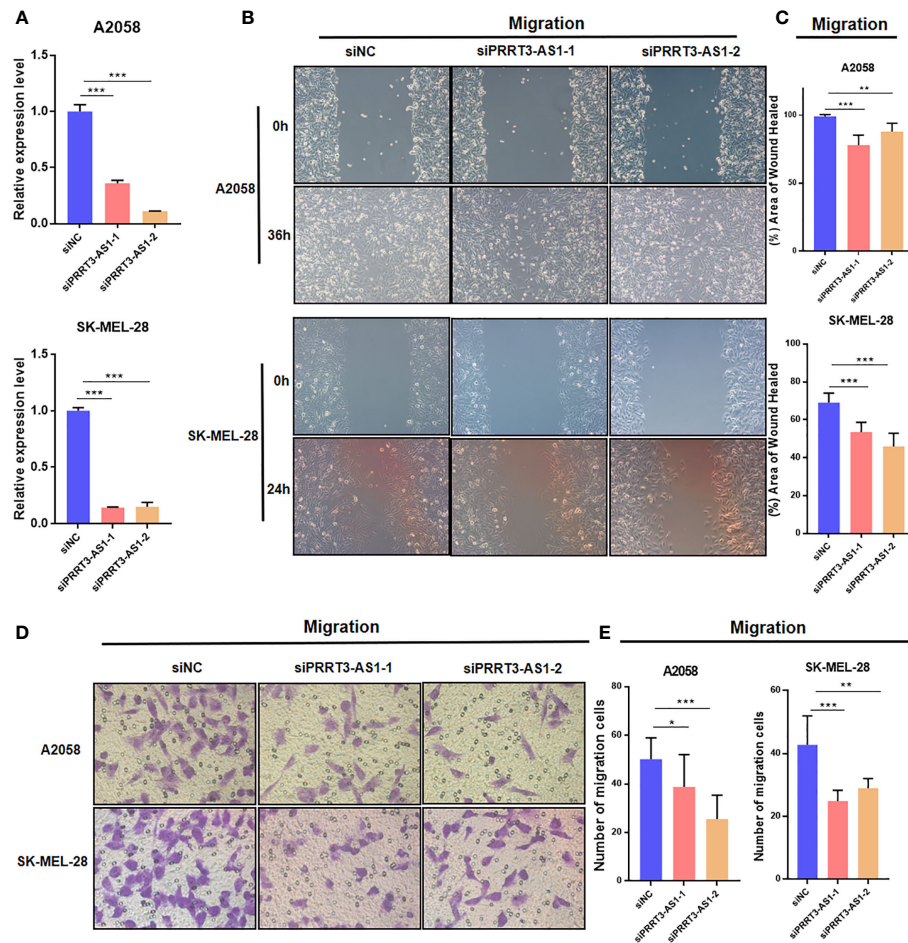 A
A2058
Relative expression level
1.5
1.0
0.5
0.0
***
***
siNC
siPRRT3-AS1-1
siPRRT3-AS1-2
SK-MEL-28
Relative expression level
1.5
1.0
0.5
0.0
***
***
siNC
siPRRT3-AS1-1
siPRRT3-AS1-2
B
Migration
siNC
siPRRT3-AS1-1
siPRRT3-AS1-2
A2058
0h
36h
SK-MEL-28
0h
24h
C
Migration
A2058
(%) Area of Wound Healed
100
50
0
**
***
siNC
siPRRT3-AS1-1
siPRRT3-AS1-2
SK-MEL-28
(%) Area of Wound Healed
80
60
40
20
0
***
***
siNC
siPRRT3-AS1-1
siPRRT3-AS1-2
D
Migration
siNC
siPRRT3-AS1-1
siPRRT3-AS1-2
A2058
SK-MEL-28
E
Migration
A2058
Number of migration cells
80
60
40
20
0
***
*
siNC
siPRRT3-AS1-1
siPRRT3-AS1-2
SK-MEL-28
Number of migration cells
60
40
20
0
**
***
siNC
siPRRT3-AS1-1
siPRRT3-AS1-2